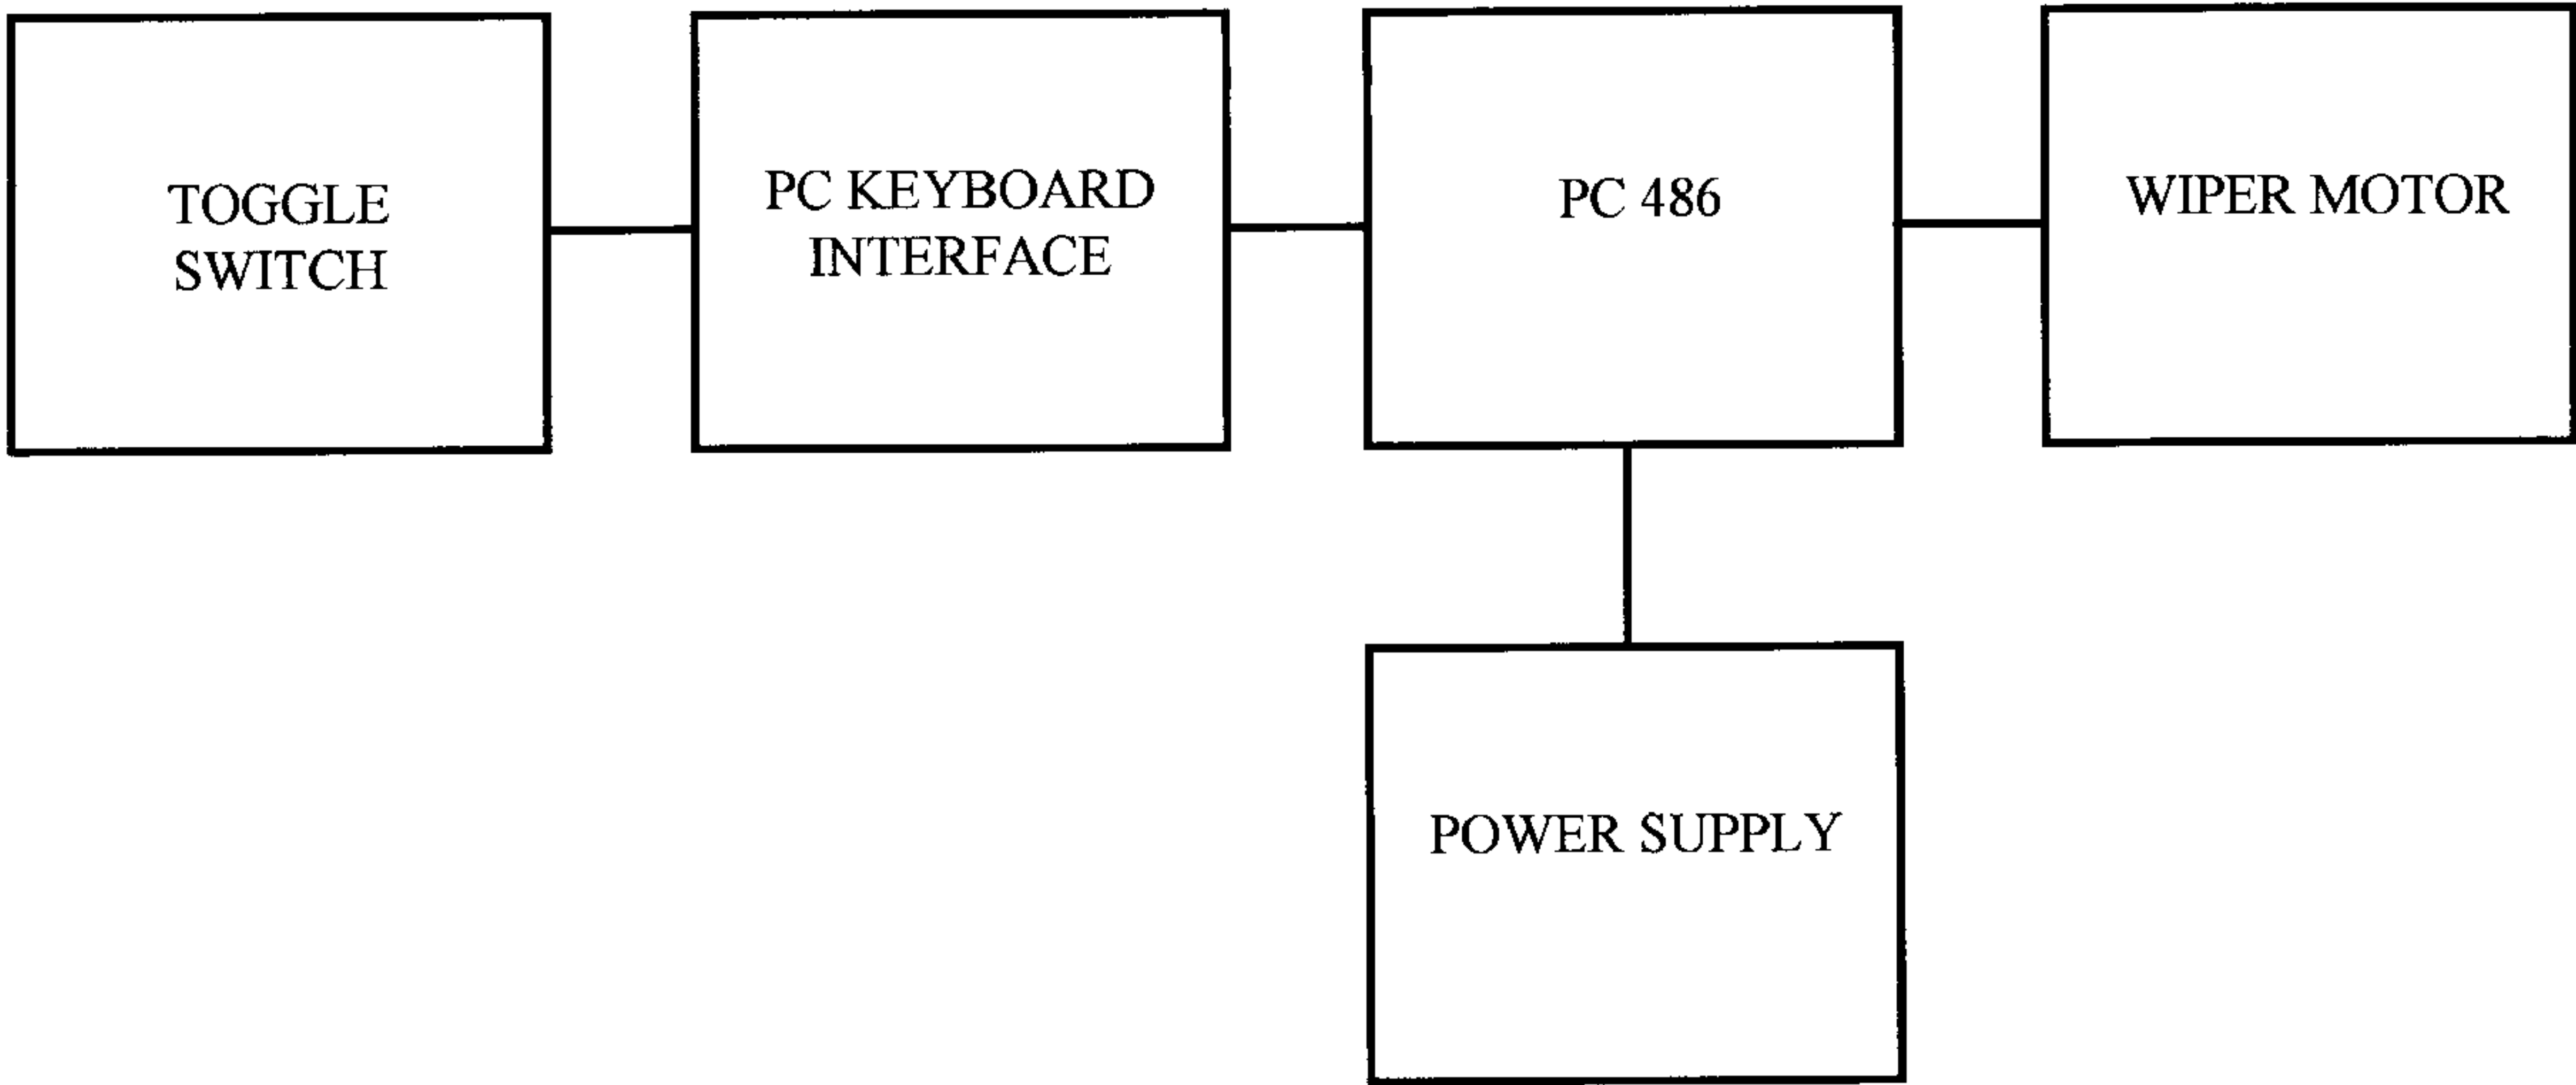 TOGGLE
SWITCH
PC KEYBOARD
INTERFACE
PC 486
WIPER MOTOR
POWER SUPPLY